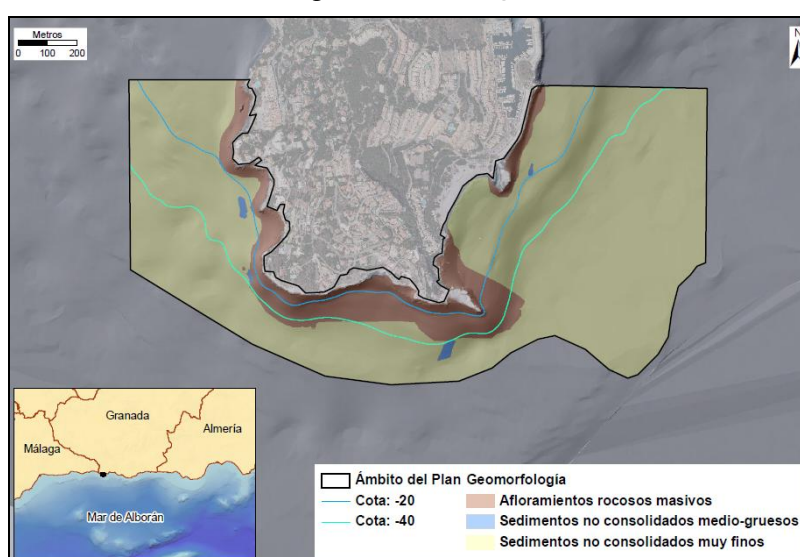 Metros
0 100 200
N
Granada
Almería
Málaga
Mar de Alborán
Ámbito del Plan
Cota: -20
Cota: -40
Geomorfología
Afloramientos rocosos masivos
Sedimentos no consolidados medio-gruesos
Sedimentos no consolidados muy finos